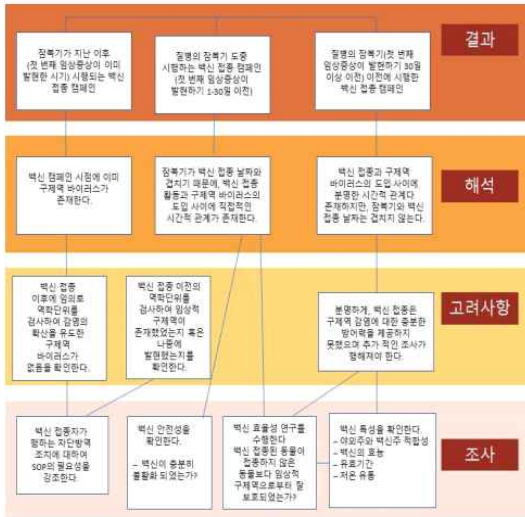 잠복기가 지난 이후
(첫 번째 임상증상이 이미
발현한 시기) 시행되는 백신
접종 캠페인
질병의 잠복기 도중
시행하는 백신 접종 캠페인
(첫 번째 임상증상이
발현하기 1-30일 이전)
질병의 잠복기(첫 번째
임상증상이 발현하기 30일
이상 이전) 이전에 시행한
백신 접종 캠페인
결과
백신 캠페인 시점에 이미
구제역 바이러스가
존재한다.
잠복기가 백신 접종 날짜와
겹치기 때문에, 백신 접종
활동과 구제역 바이러스의
도입 사이에 직접적인
시간적 관계가 존재한다.
백신 접종과 구제역
바이러스의 도입 사이에
분명한 시간적 관계다
존재하지만, 잠복기와 백신
접종 날짜는 겹치지 않는다.
해석
백신 접종
이후에 임의로
역학단위를
검사하여 감염의
확산을 유도한
구제역
바이러스가
없음을 확인한다.
백신 접종 이전의
역학단위를
검사하여 임상적
구제역이
존재했었는지 혹은
나중에
발현했는지를
확인한다.
분명하게, 백신 접종은
구제역 감염에 대한 충분한
방어력을 제공하지
못했으며 추가 적인 조사가
행해져야 한다.
고려사항
백신 접종자가
행하는 차단방역
조치에 대하여
SOP의 필요성을
강조한다.
백신 안전성을
확인한다.
– 백신이 충분히
불활화 되었는가?
백신 효율성 연구를
수행한다
백신 접종된 동물이
접종하지 않은
동물보다 임상적
구제역으로부터 잘
보호되었는가?
백신 특성을 확인한다.
– 야외주와 백신주 적합성
– 백신의 효능
– 유효기간
– 저온 유통
조사